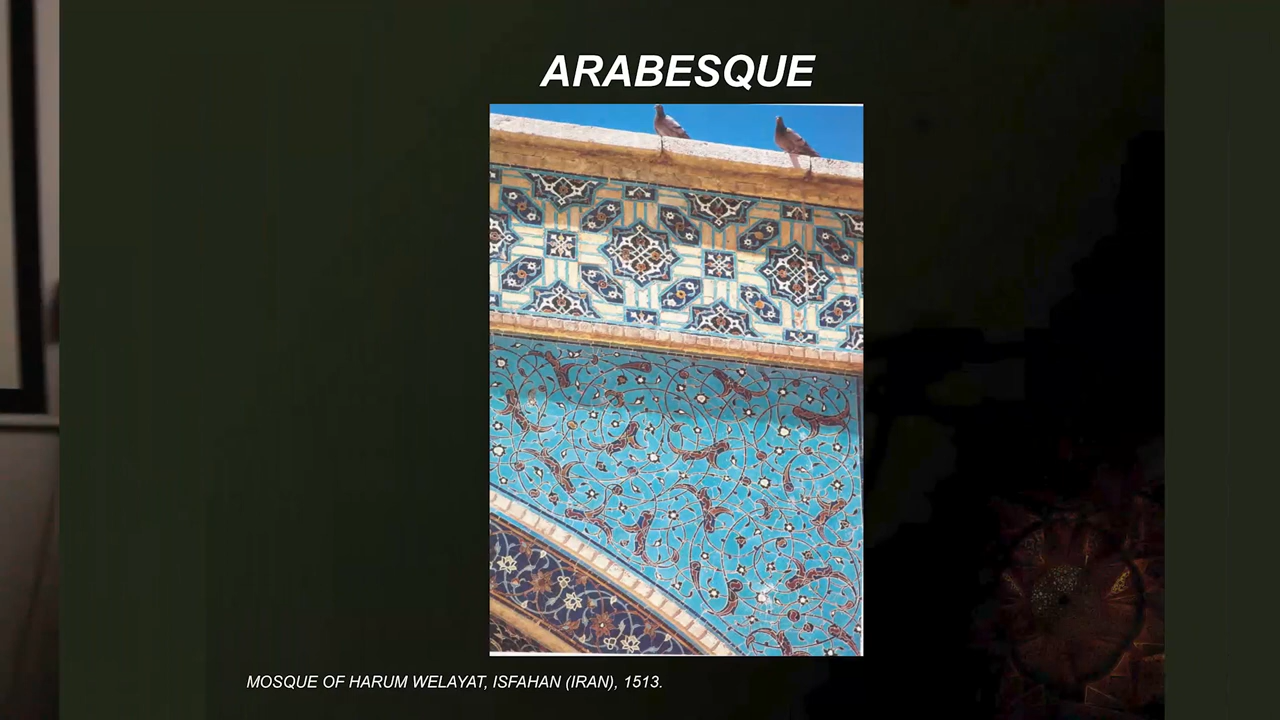 ARABESQUE
MOSQUE OF HARUM WELAYAT, ISFAHAN (IRAN), 1513.